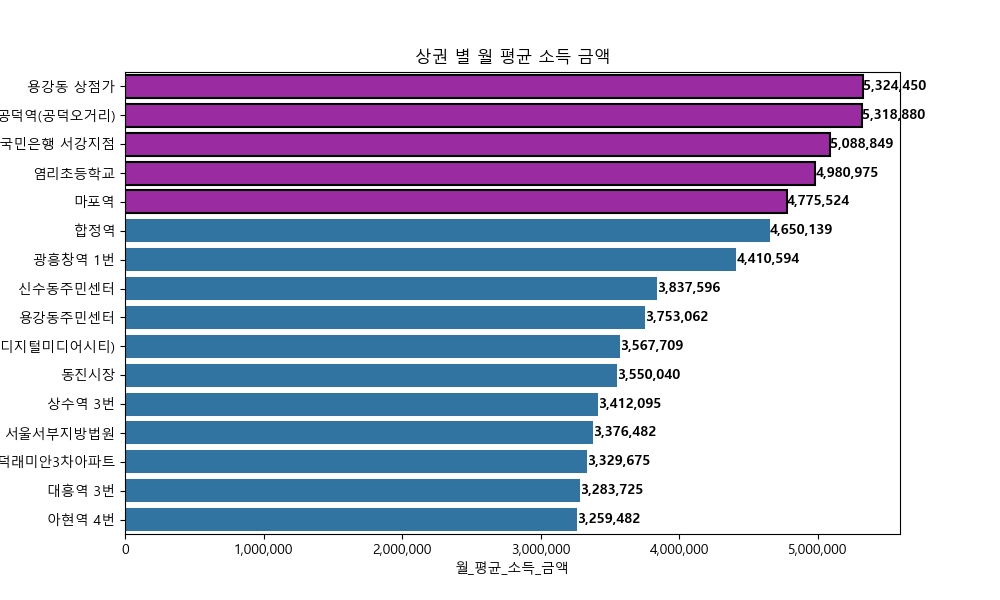 상권 별 월 평균 소득 금액
용강동 상점가 5,324,450
공덕역(공덕오거리) 5,318,880
국민은행 서강지점 5,088,849
염리초등학교 4,980,975
마포역 4,775,524
합정역 4,650,139
광흥창역 1번 4,410,594
신수동주민센터 3,837,596
용강동주민센터 3,753,062
디지털미디어시티) 3,567,709
동진시장 3,550,040
상수역 3번 3,412,095
서울서부지방법원 3,376,482
덕래미안3차아파트 3,329,675
대흥역 3번 3,283,725
아현역 4번 3,259,482
0 1,000,000 2,000,000 3,000,000 4,000,000 5,000,000
월_평균_소득_금액